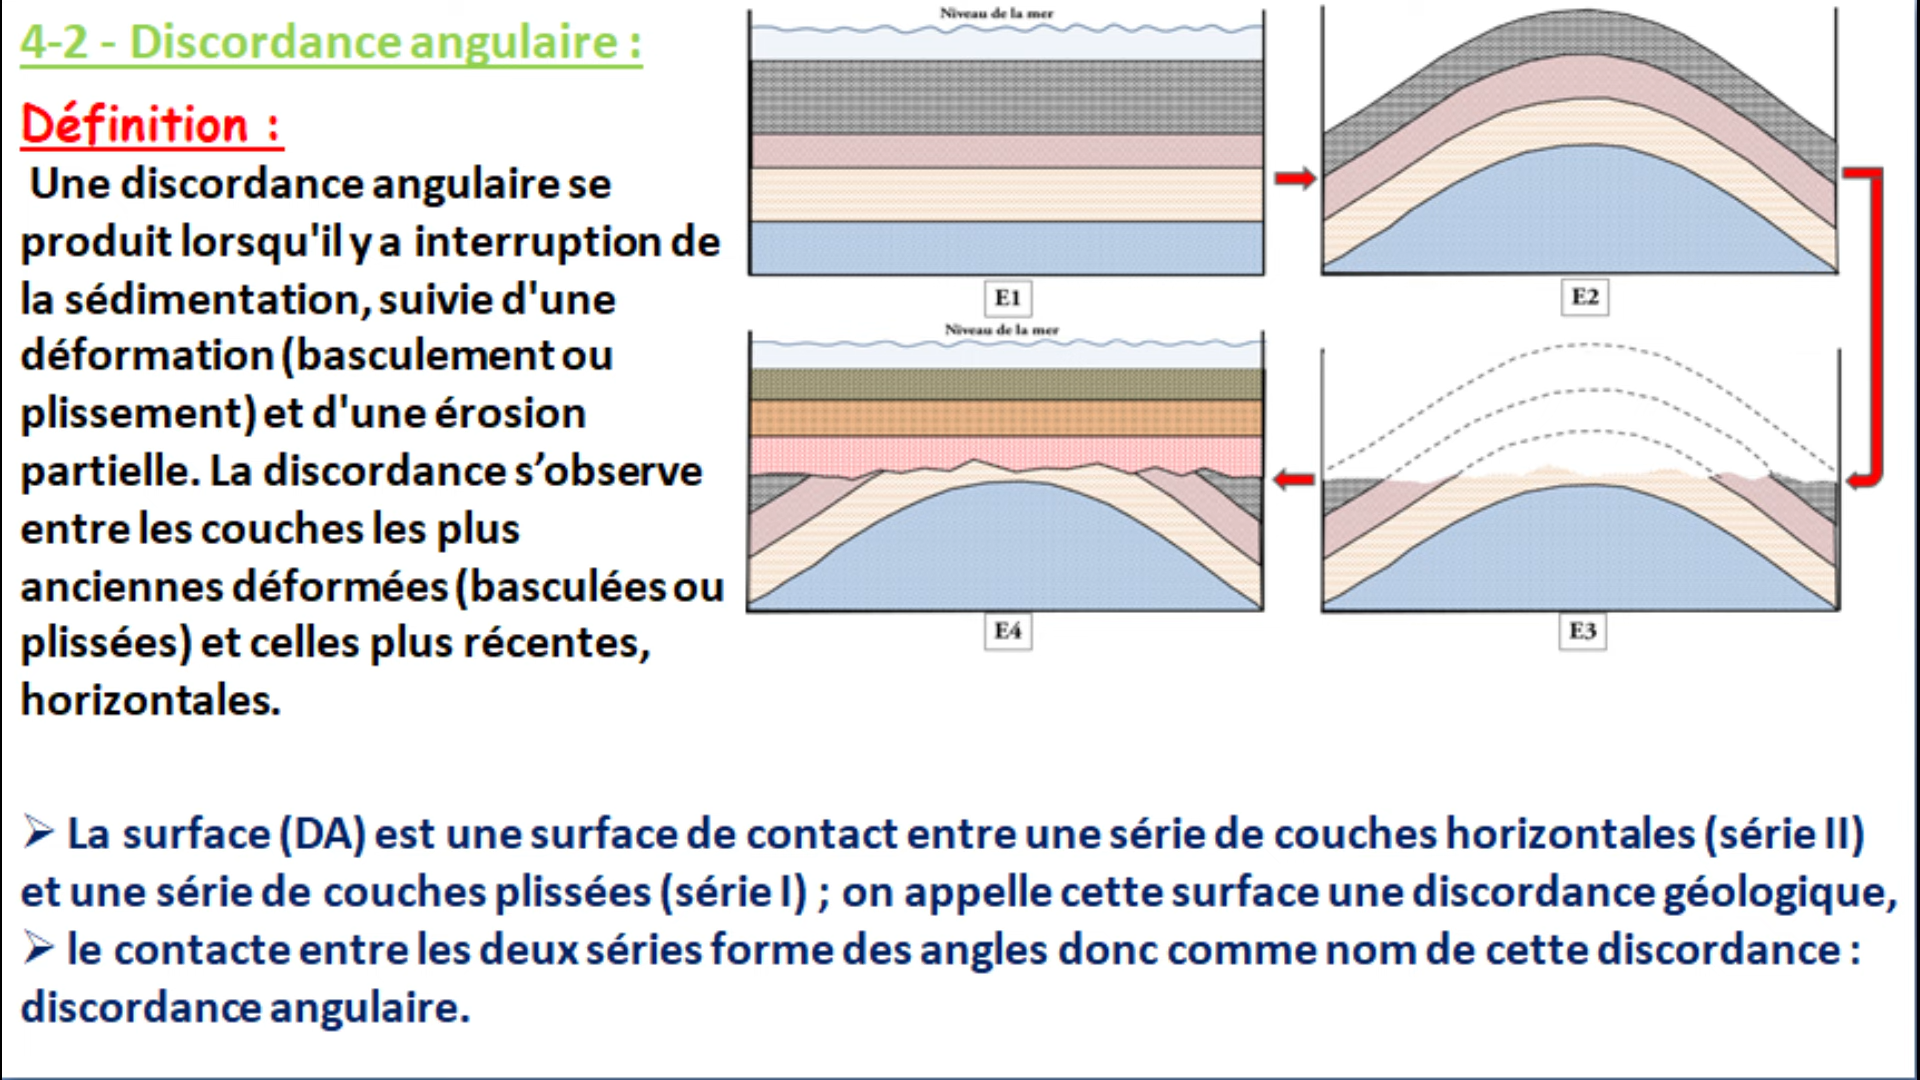 4-2 - Discordance angulaire :
Définition :
Une discordance angulaire se
produit lorsqu'il y a interruption de
la sédimentation, suivie d'une
déformation (basculement ou
plissement) et d'une érosion
partielle. La discordance s’observe
entre les couches les plus
anciennes déformées (basculées ou
plissées) et celles plus récentes,
horizontales.
Niveau de la mer
E1
E2
Niveau de la mer
E4
E3
➢ La surface (DA) est une surface de contact entre une série de couches horizontales (série II)
et une série de couches plissées (série I) ; on appelle cette surface une discordance géologique,
➢ le contacte entre les deux séries forme des angles donc comme nom de cette discordance :
discordance angulaire.